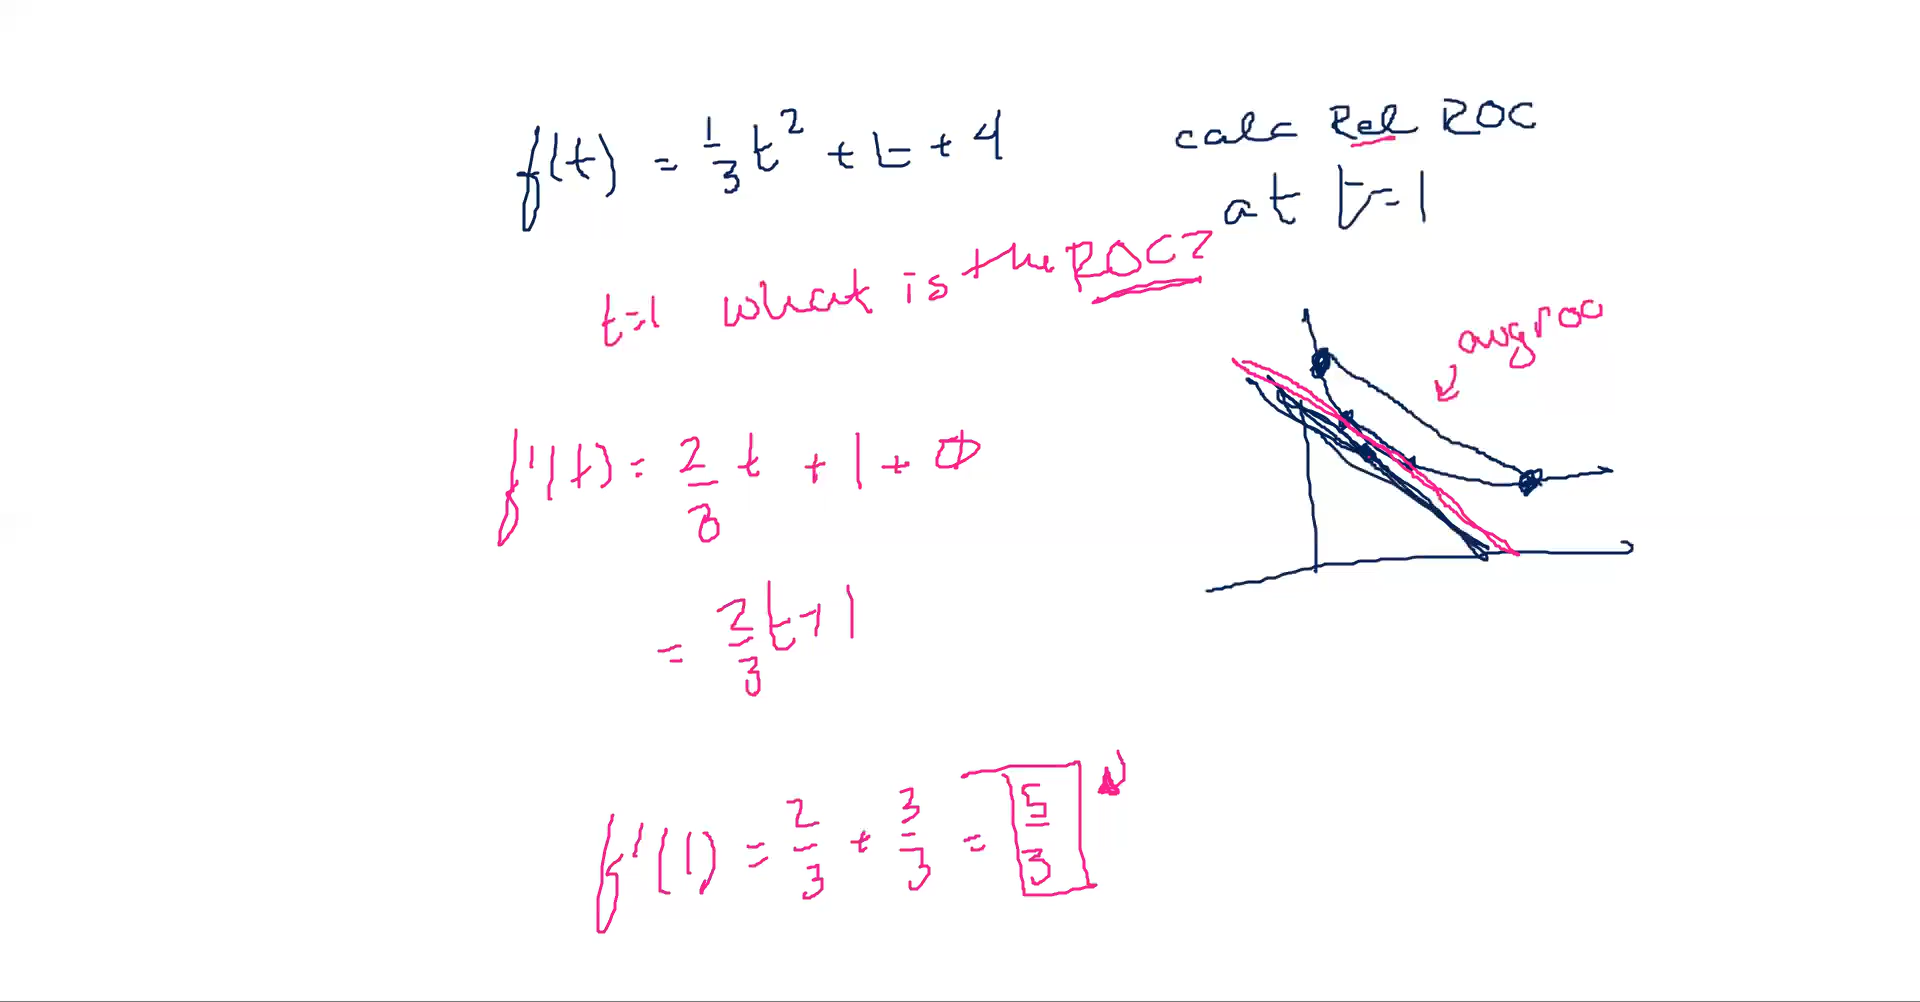 f(t) = 1/3 t² + t + 4
calc Rel ROC
at t=1
t=1 what is the ROC?
avg roc
f'(t) = 2/3 t + 1 + 0
= 2/3 t + 1
f'(1) = 2/3 + 3/3 = 5/3